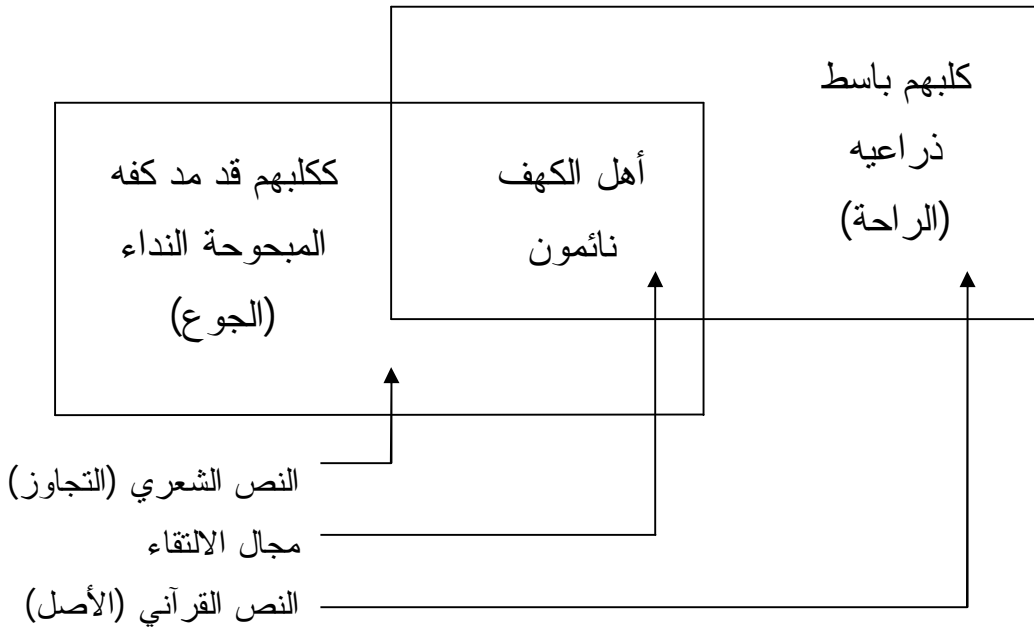 كلبهم باسط
ذراعيه
(الراحة)
أهل الكهف
نائمون
ككلبهم قد مد كفه
المبحوحة النداء
(الجوع)
النص الشعري (التجاوز)
مجال الالتقاء
النص القرآني (الأصل)